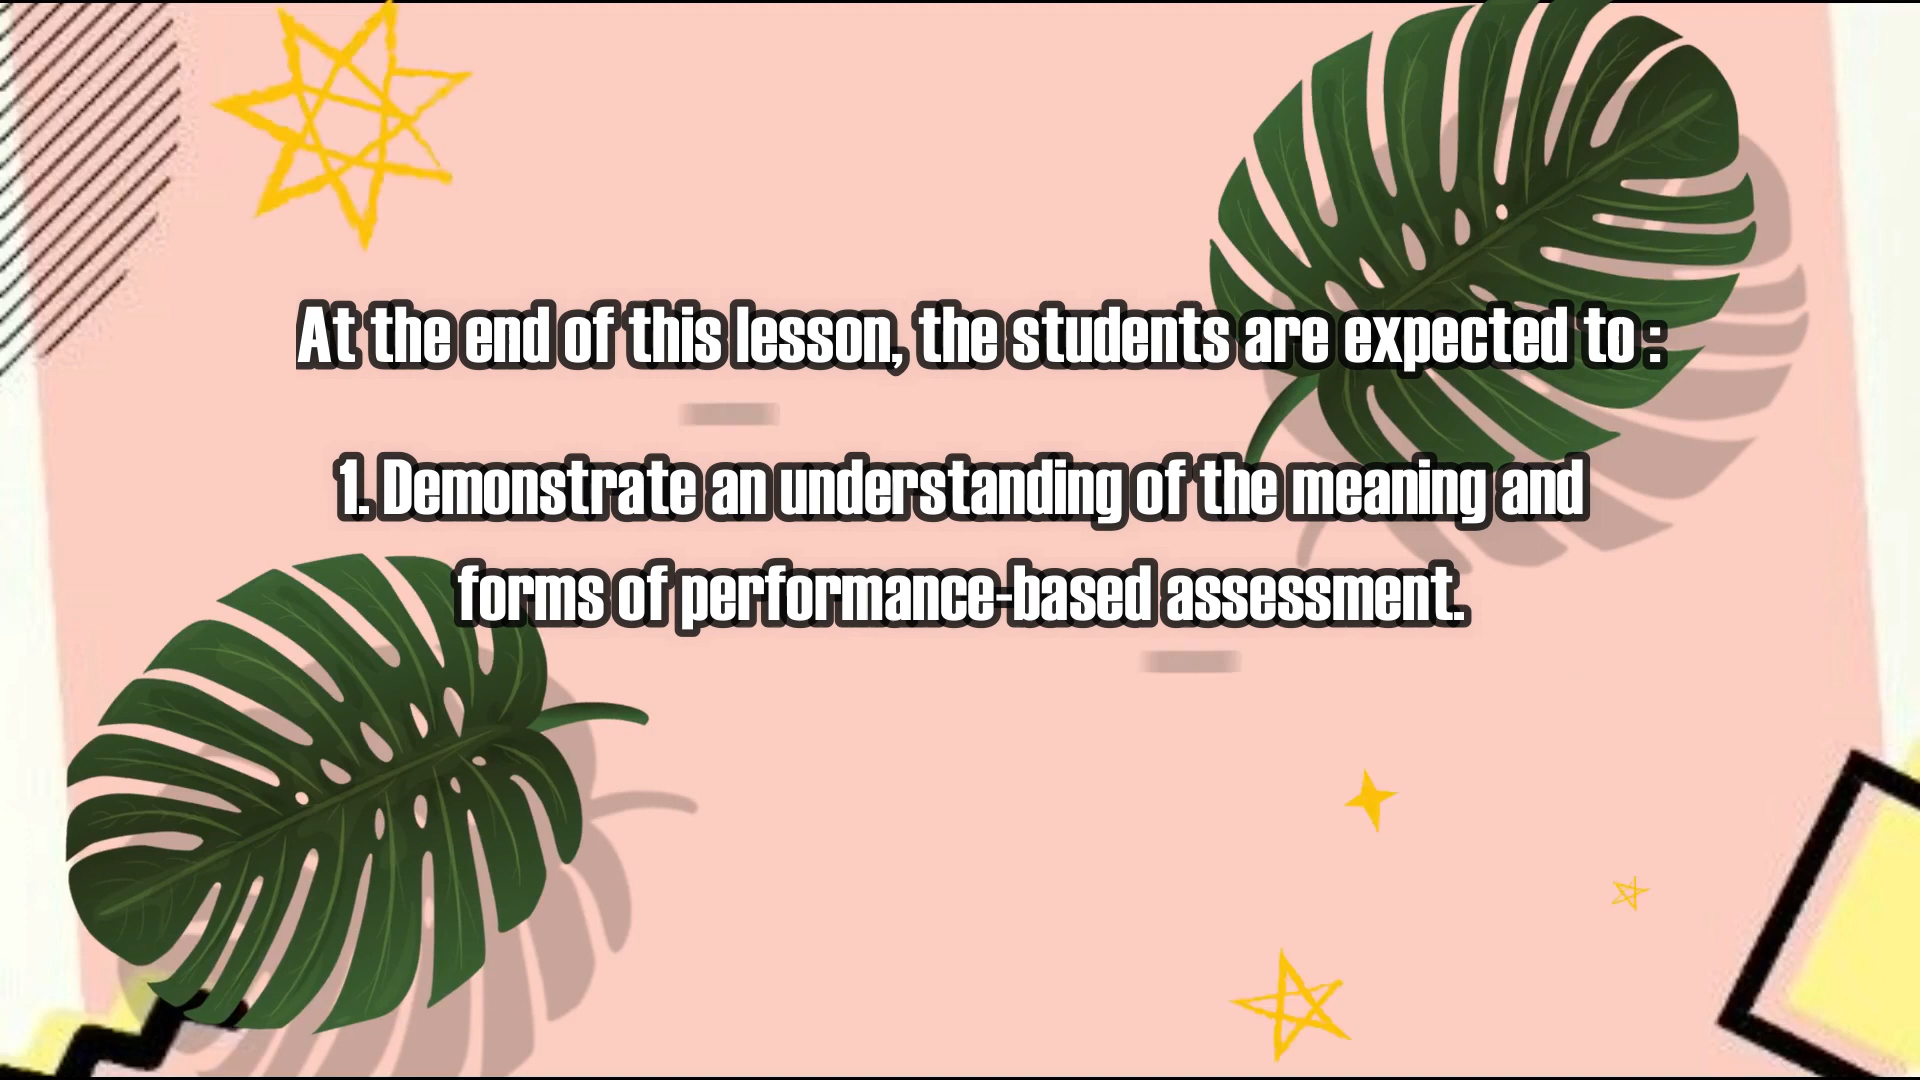 At the end of this lesson, the students are expected to :
1. Demonstrate an understanding of the meaning and
forms of performance-based assessment.